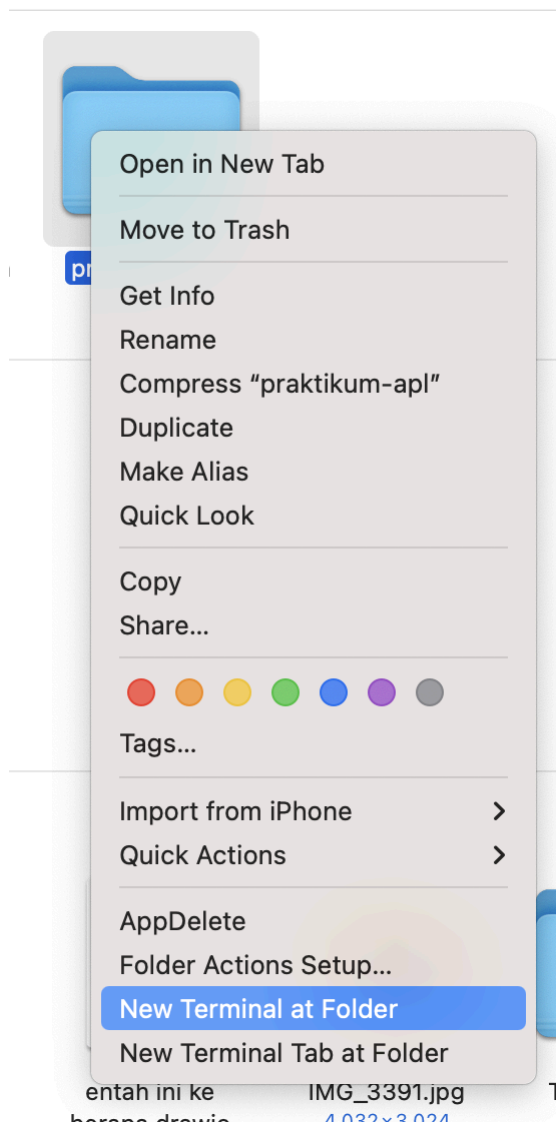 Open in New Tab
Move to Trash
Get Info
Rename
Compress “praktikum-apl”
Duplicate
Make Alias
Quick Look
Copy
Share...
Tags...
Import from iPhone
Quick Actions
AppDelete
Folder Actions Setup...
New Terminal at Folder
New Terminal Tab at Folder
entah ini ke IMG_3391.jpg
4.032×3.024